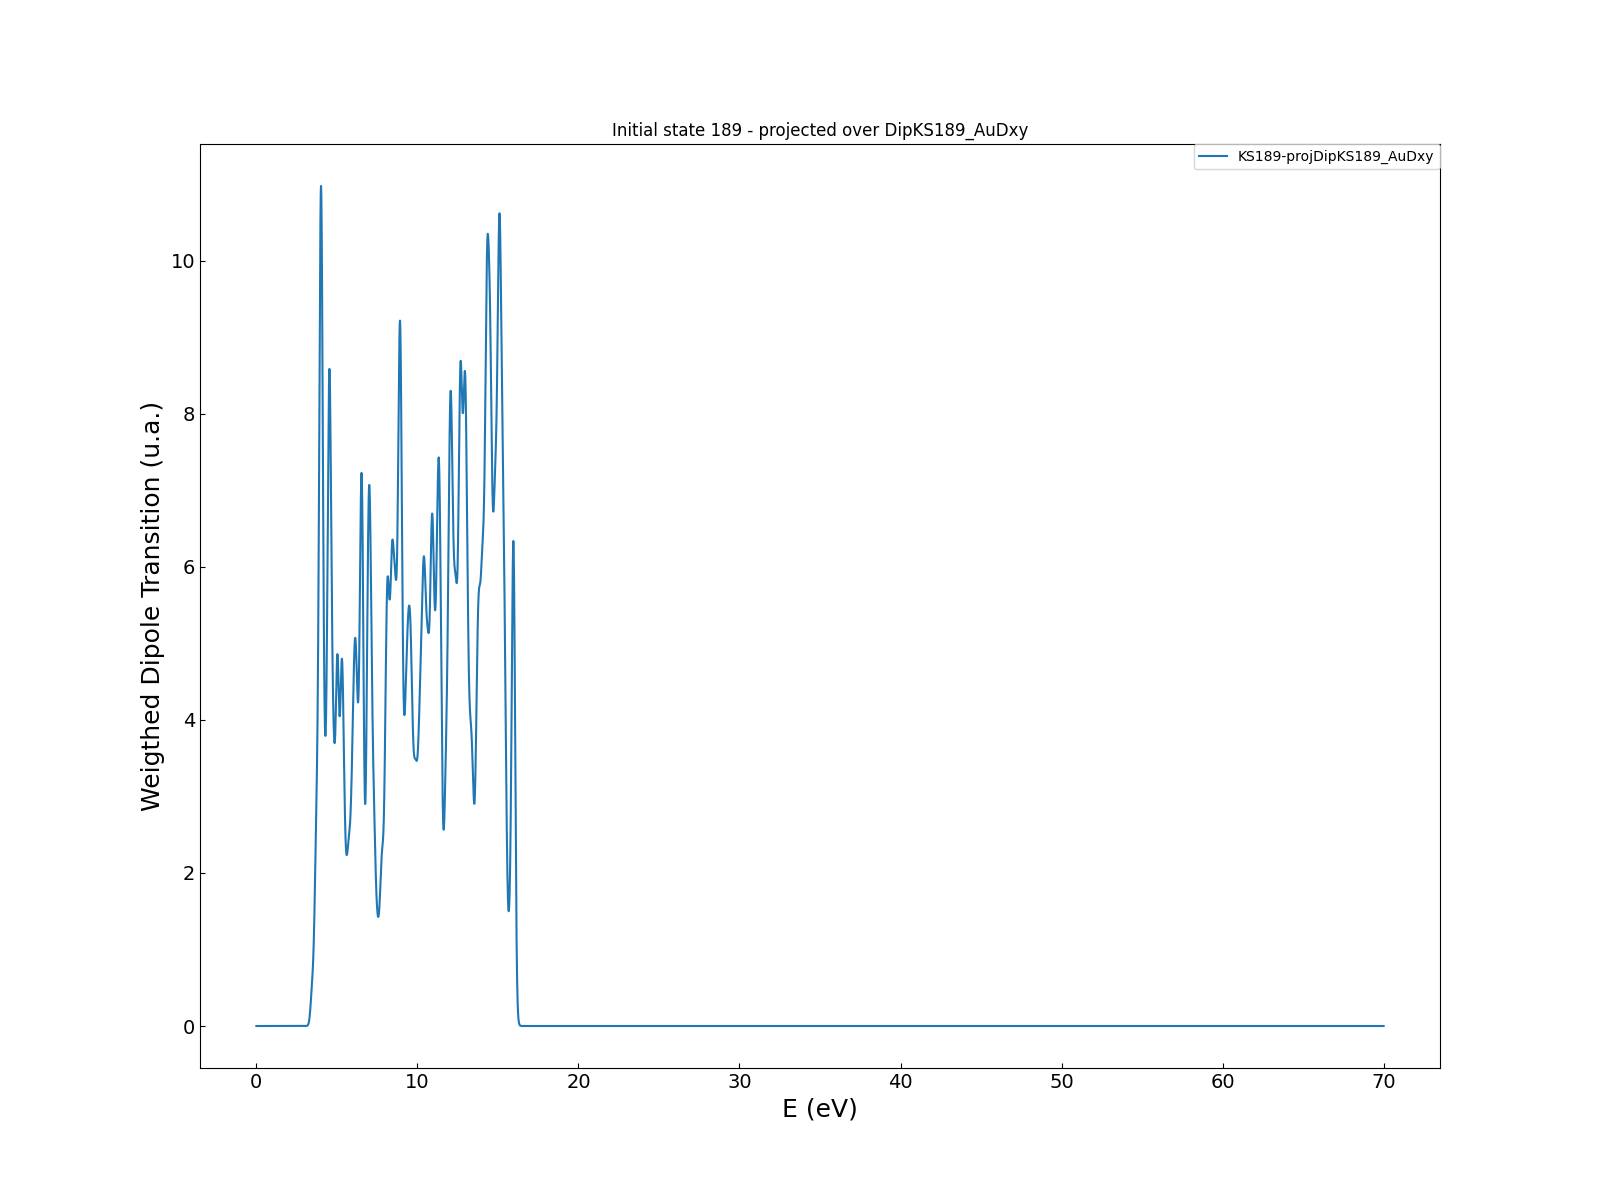 Initial state 189 - projected over DipKS189_AuDxy
KS189-projDipKS189_AuDxy
Weigthed Dipole Transition (u.a.)
10
8
6
4
2
0
0 10 20 30 40 50 60 70
E (eV)